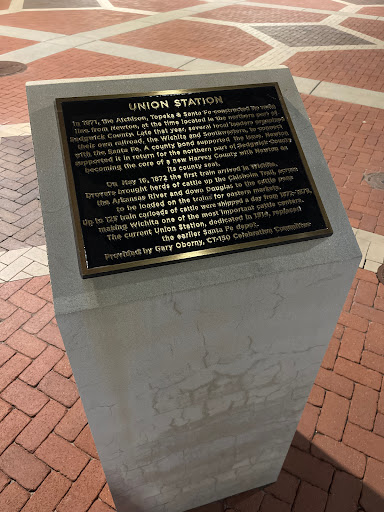 UNION STATION
In 1871, the Atchison, Topeka & Santa Fe constructed its rail
line from Newton, at the time located in the northern part of
Sedgwick County. Late that year, several local leaders organized
their own railroad, the Wichita and Southwestern, to connect
with the Santa Fe. A county bond supported the issue. Newton
supported it in return for the northern part of Sedgwick County
becoming the core of a new Harvey County with Newton as
its county seat.
On May 16, 1872 the first train arrived in Wichita.
Drovers brought herds of cattle up the Chisholm Trail, across
the Arkansas River and down Douglas to the cattle pens
to be loaded on the trains for eastern markets.
Up to 125 train carloads of cattle were shipped a day from 1872-1876,
making Wichita one of the most important cattle centers.
The current Union Station, dedicated in 1914, replaced
the earlier Santa Fe depot.
Provided by Gary Oborny, CT-150 Celebration Committee